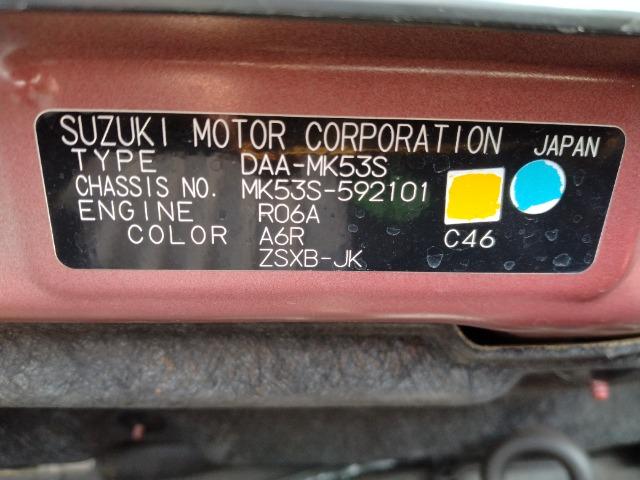 SUZUKI MOTOR CORPORATION JAPAN
TYPE DAA-MK53S
CHASSIS NO. MK53S-592101
ENGINE R06A
COLOR A6R C46
ZSXB-JK